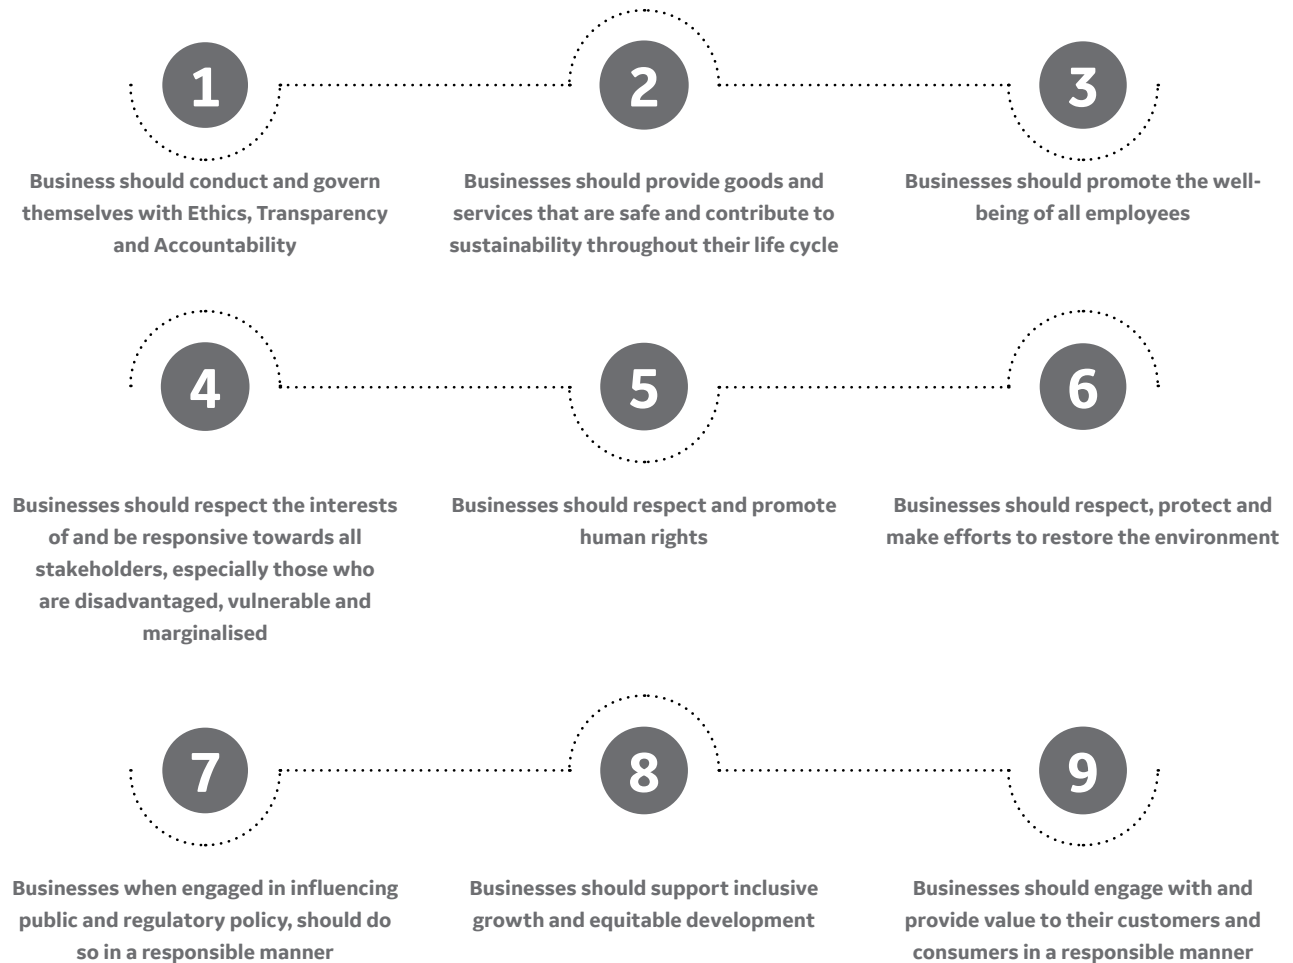 1
Business should conduct and govern
themselves with Ethics, Transparency
and Accountability
2
Businesses should provide goods and
services that are safe and contribute to
sustainability throughout their life cycle
3
Businesses should promote the well-
being of all employees
4
Businesses should respect the interests
of and be responsive towards all
stakeholders, especially those who
are disadvantaged, vulnerable and
marginalised
5
Businesses should respect and promote
human rights
6
Businesses should respect, protect and
make efforts to restore the environment
7
Businesses when engaged in influencing
public and regulatory policy, should do
so in a responsible manner
8
Businesses should support inclusive
growth and equitable development
9
Businesses should engage with and
provide value to their customers and
consumers in a responsible manner